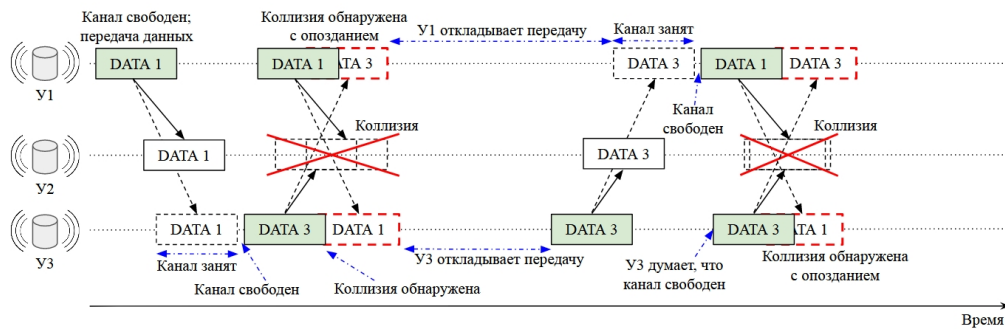 Канал свободен;
передача данных
Коллизия обнаружена
с опозданием
У1 откладывает передачу
Канал занят
DATA 1
DATA 1
DATA 3
DATA 3
DATA 1
DATA 3
У1
Канал
свободен
Коллизия
Коллизия
DATA 1
DATA 3
У2
DATA 1
DATA 3
DATA 1
DATA 3
DATA 3
DATA 1
У3
Канал занят
У3 откладывает передачу
У3 думает, что
канал свободен
Коллизия обнаружена
с опозданием
Канал свободен
Коллизия обнаружена
Время